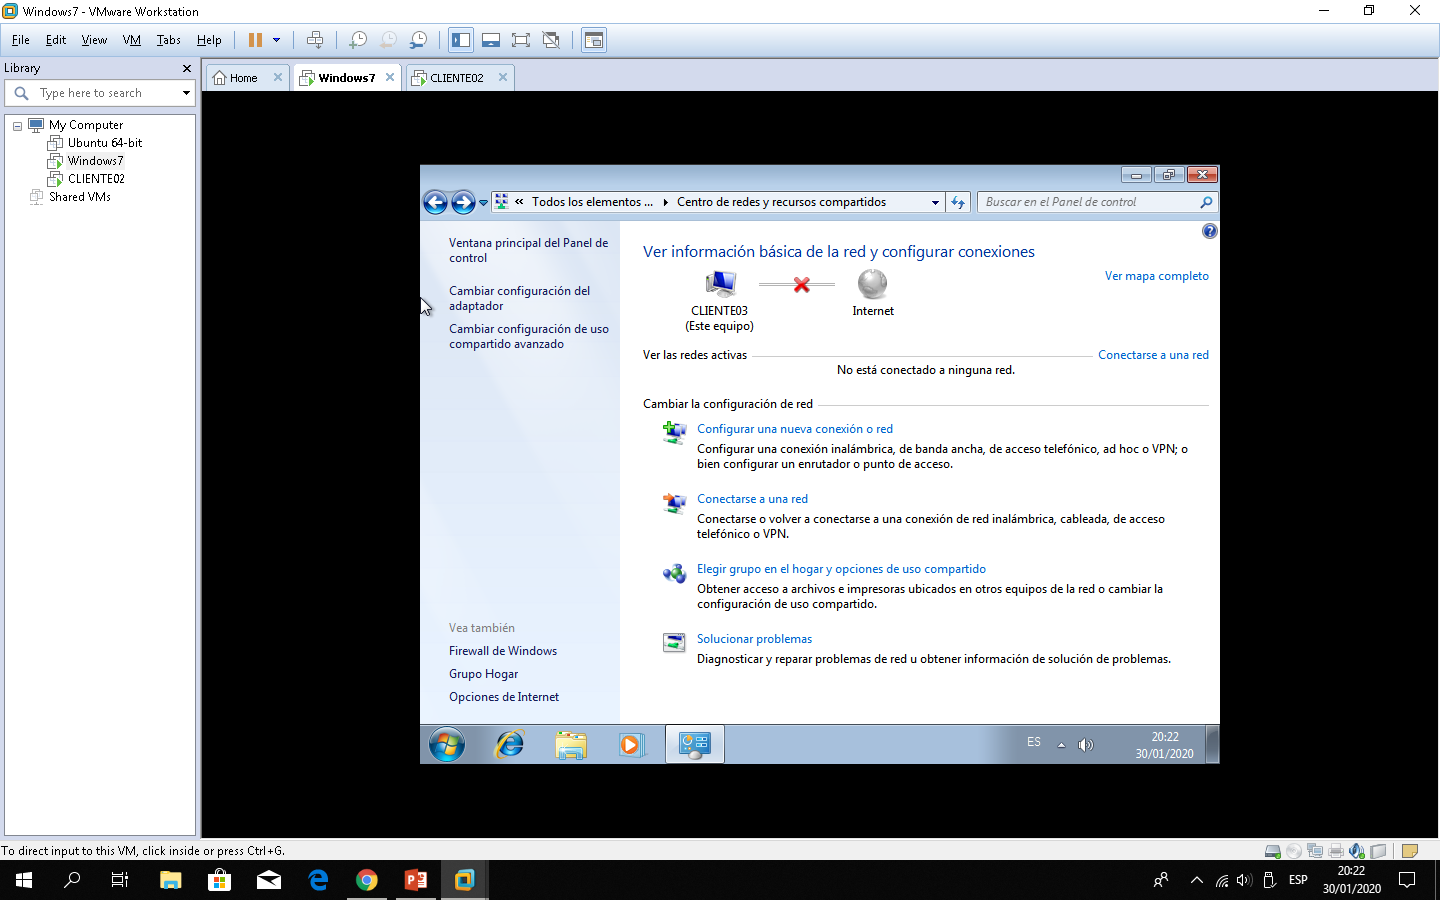 Windows7 - VMware Workstation
File Edit View VM Tabs Help
Library
Type here to search
My Computer
Ubuntu 64-bit
Windows7
CLIENTE02
Shared VMs
Home Windows7 CLIENTE02
« Todos los elementos ... Centro de redes y recursos compartidos
Buscar en el Panel de control
Ventana principal del Panel de
control
Cambiar configuración del
adaptador
Cambiar configuración de uso
compartido avanzado
Vea también
Firewall de Windows
Grupo Hogar
Opciones de Internet
Ver información básica de la red y configurar conexiones
Ver mapa completo
CLIENTE03
(Este equipo)
Internet
Ver las redes activas
Conectarse a una red
No está conectado a ninguna red.
Cambiar la configuración de red
Configurar una nueva conexión o red
Configurar una conexión inalámbrica, de banda ancha, de acceso telefónico, ad hoc o VPN; o
bien configurar un enrutador o punto de acceso.
Conectarse a una red
Conectarse o volver a conectarse a una conexión de red inalámbrica, cableada, de acceso
telefónico o VPN.
Elegir grupo en el hogar y opciones de uso compartido
Obtener acceso a archivos e impresoras ubicados en otros equipos de la red o cambiar la
configuración de uso compartido.
Solucionar problemas
Diagnosticar y reparar problemas de red u obtener información de solución de problemas.
ES
20:22
30/01/2020
To direct input to this VM, click inside or press Ctrl+G.
ESP
20:22
30/01/2020